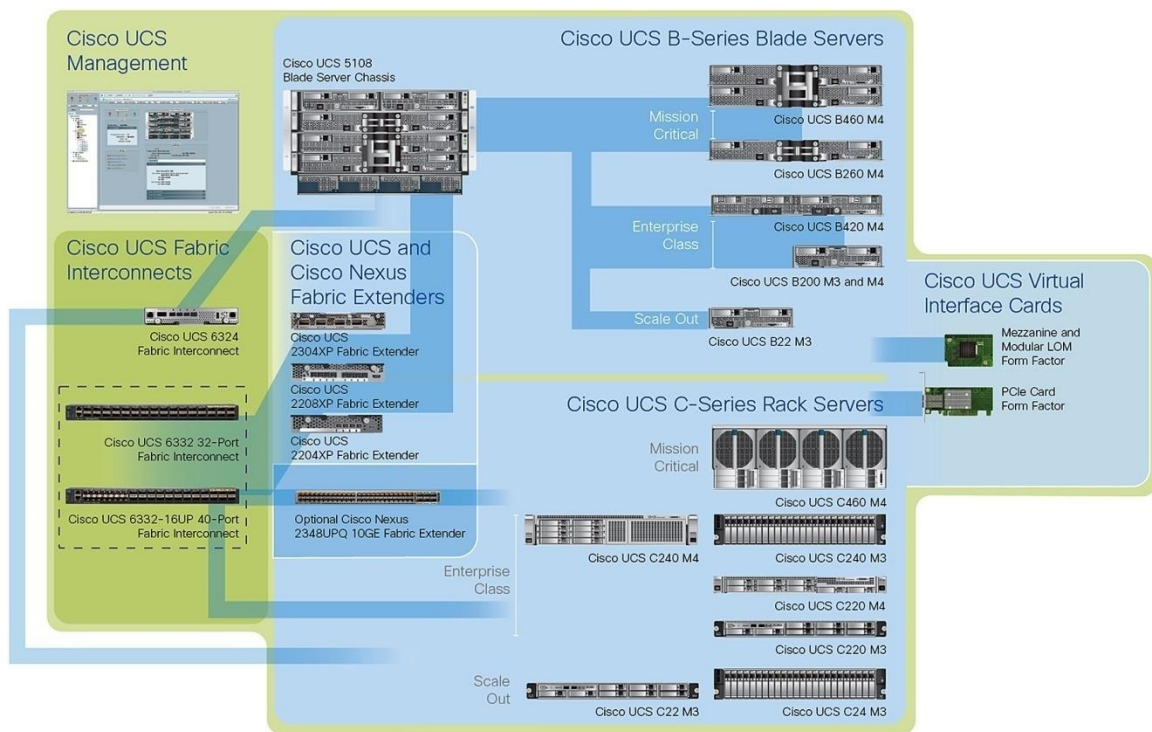 Cisco UCS
Management
Cisco UCS 5108
Blade Server Chassis
Cisco UCS B-Series Blade Servers
Mission
Critical
Cisco UCS B460 M4
Cisco UCS B260 M4
Enterprise
Class
Cisco UCS B420 M4
Cisco UCS B200 M3 and M4
Scale Out
Cisco UCS B22 M3
Cisco UCS Fabric
Interconnects
Cisco UCS 6324
Fabric Interconnect
Cisco UCS 6332 32-Port
Fabric Interconnect
Cisco UCS 6332-16UP 40-Port
Fabric Interconnect
Cisco UCS and
Cisco Nexus
Fabric Extenders
Cisco UCS
2304XP Fabric Extender
Cisco UCS
2208XP Fabric Extender
Cisco UCS
2204XP Fabric Extender
Optional Cisco Nexus
2348UPQ 10GE Fabric Extender
Cisco UCS Virtual
Interface Cards
Mezzanine and
Modular LOM
Form Factor
PCIe Card
Form Factor
Cisco UCS C-Series Rack Servers
Mission
Critical
Cisco UCS C460 M4
Enterprise
Class
Cisco UCS C240 M4
Cisco UCS C240 M3
Cisco UCS C220 M4
Cisco UCS C220 M3
Scale
Out
Cisco UCS C22 M3
Cisco UCS C24 M3